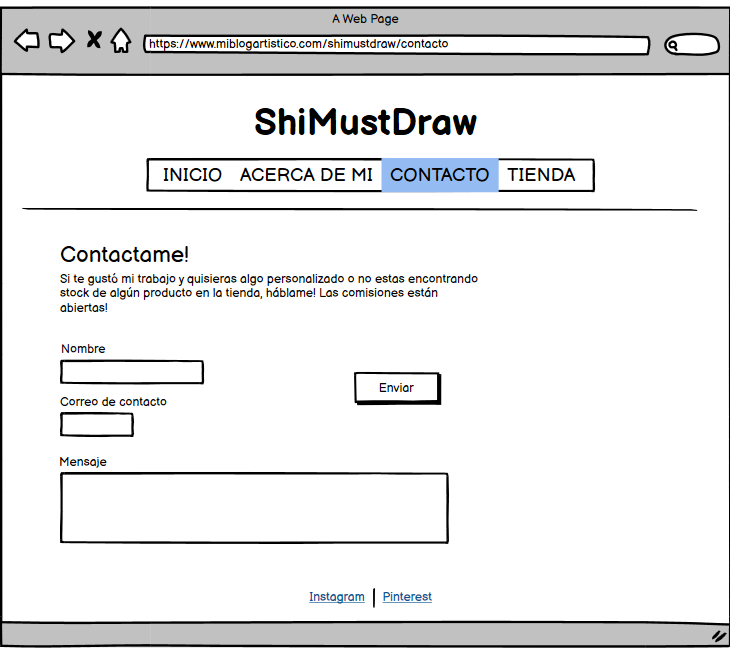 A Web Page
https://www.miblogartistico.com/shimustdraw/contacto
ShiMustDraw
INICIO ACERCA DE MI CONTACTO TIENDA
Contactame!
Si te gustó mi trabajo y quisieras algo personalizado o no estas encontrando
stock de algún producto en la tienda, háblame! Las comisiones están
abiertas!
Nombre
Enviar
Correo de contacto
Mensaje
Instagram | Pinterest